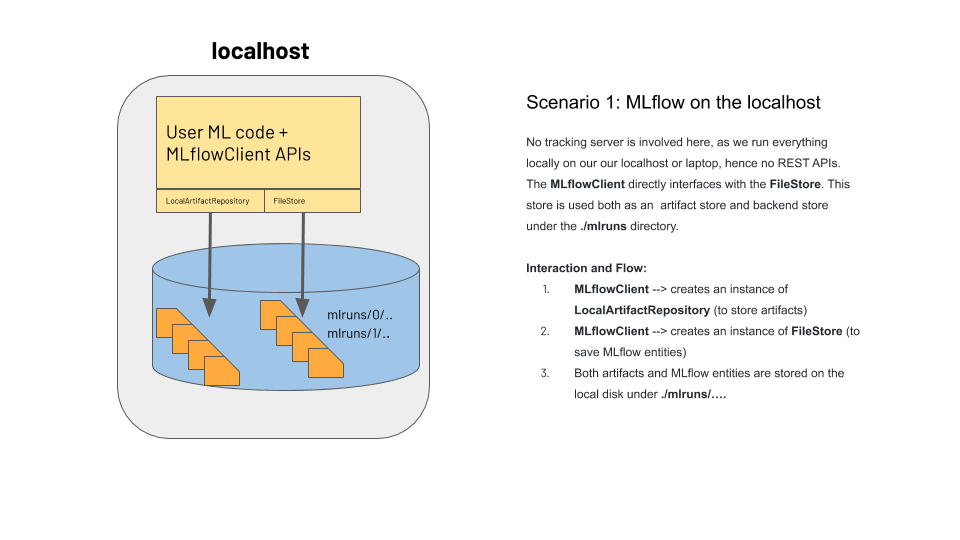 localhost
User ML code +
MLflowClient APIs
LocalArtifactRepository
FileStore
mlruns/0/..
mlruns/1/..
Scenario 1: MLflow on the localhost
No tracking server is involved here, as we run everything
locally on our our localhost or laptop, hence no REST APIs.
The MLflowClient directly interfaces with the FileStore. This
store is used both as an  artifact store and backend store
under the ./mlruns directory.
Interaction and Flow:
1. MLflowClient --> creates an instance of
LocalArtifactRepository (to store artifacts)
2. MLflowClient --> creates an instance of FileStore (to
save MLflow entities)
3. Both artifacts and MLflow entities are stored on the
local disk under ./mlruns/….